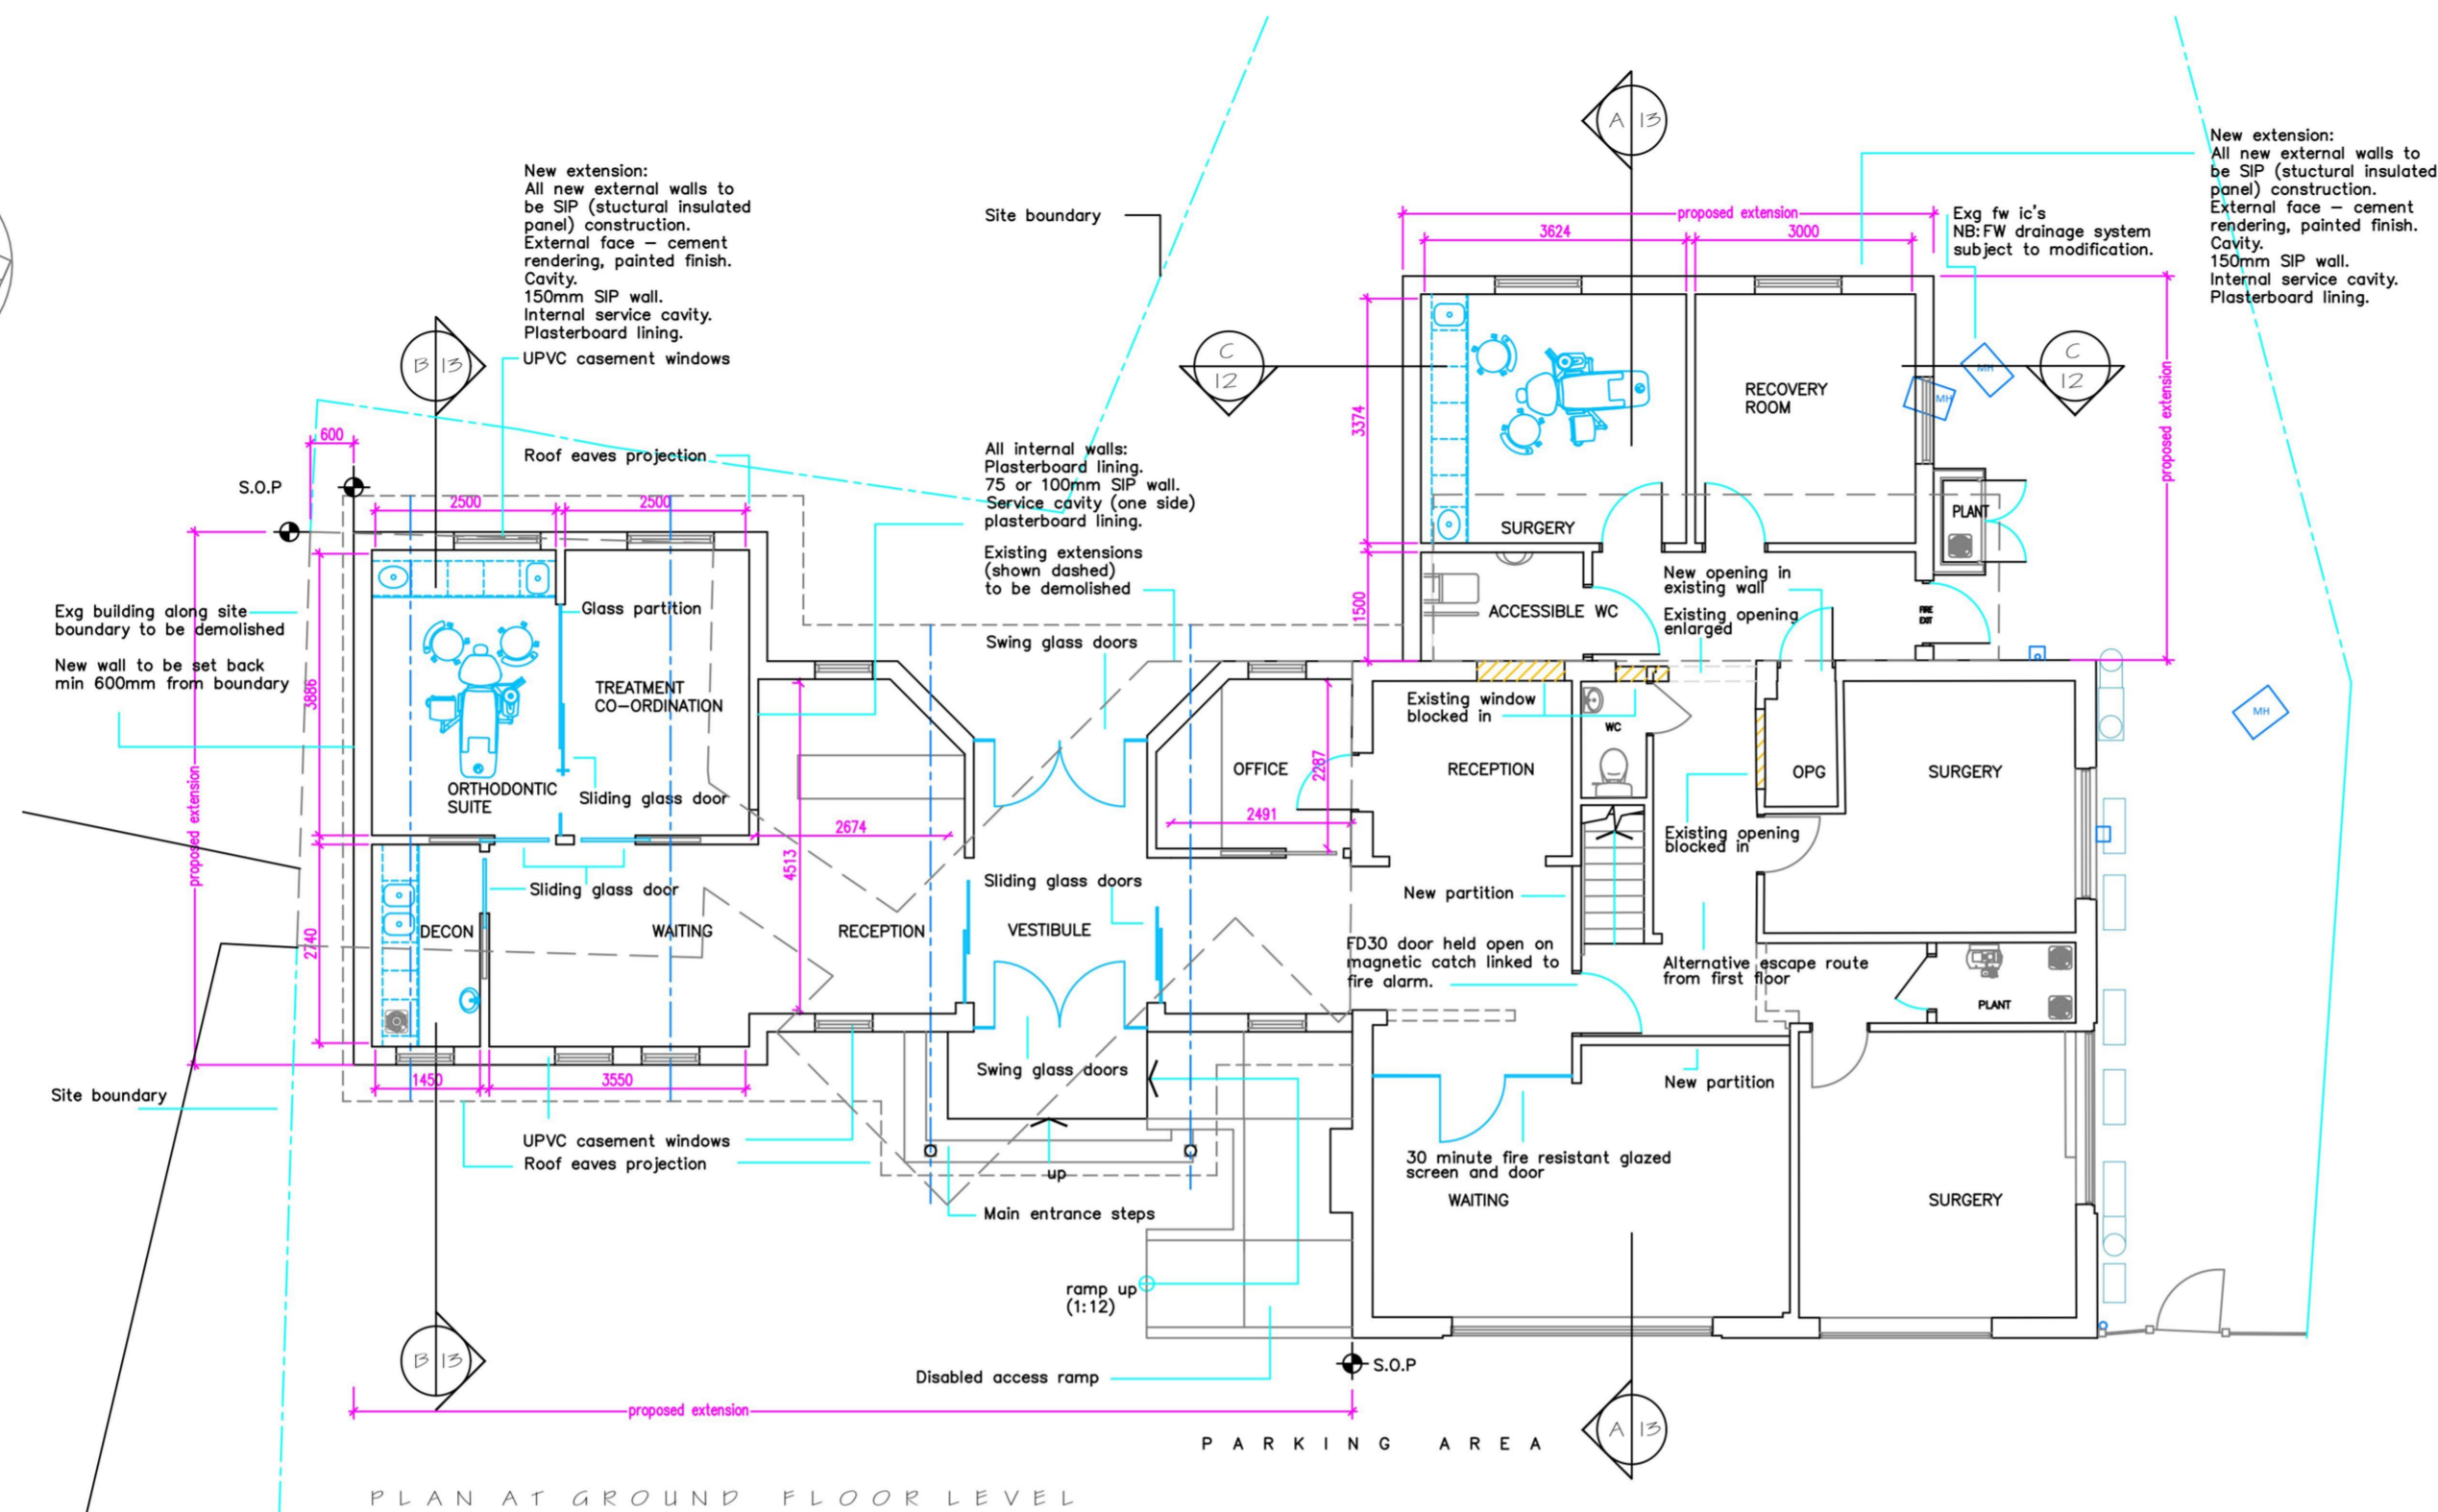 New extension:
All new external walls to
be SIP (stuctural insulated
panel) construction.
External face – cement
rendering, painted finish.
Cavity.
150mm SIP wall.
Internal service cavity.
Plasterboard lining.
UPVC casement windows
B 13
Roof eaves projection
600
S.O.P
2500
2500
Site boundary
All internal walls:
Plasterboard lining.
75 or 100mm SIP wall.
Service cavity (one side)
plasterboard lining.
Existing extensions
(shown dashed)
to be demolished
Swing glass doors
A 13
proposed extension
3624
3000
C
12
Exg fw ic's
NB: FW drainage system
subject to modification.
New extension:
All new external walls to
be SIP (stuctural insulated
panel) construction.
External face – cement
rendering, painted finish.
Cavity.
150mm SIP wall.
Internal service cavity.
Plasterboard lining.
MH
MH
C
12
3374
RECOVERY
ROOM
proposed extension
SURGERY
PLANT
1500
ACCESSIBLE WC
New opening in
existing wall
Existing opening
enlarged
FIRE
EXIT
Exg building along site
boundary to be demolished
New wall to be set back
min 600mm from boundary
proposed extension
3886
Glass partition
TREATMENT
CO-ORDINATION
ORTHODONTIC
SUITE
Sliding glass door
2674
4513
OFFICE
2287
2491
Existing window
blocked in
WC
RECEPTION
OPG
SURGERY
MH
Existing opening
blocked in
Sliding glass door
Sliding glass doors
New partition
2740
DECON
WAITING
RECEPTION
VESTIBULE
FD30 door held open on
magnetic catch linked to
fire alarm.
Alternative escape route
from first floor
PLANT
Site boundary
1450
3550
Swing glass doors
New partition
UPVC casement windows
Roof eaves projection
up
Main entrance steps
30 minute fire resistant glazed
screen and door
WAITING
SURGERY
ramp up
(1:12)
Disabled access ramp
S.O.P
B 13
proposed extension
A 13
PARKING AREA
PLAN AT GROUND FLOOR LEVEL